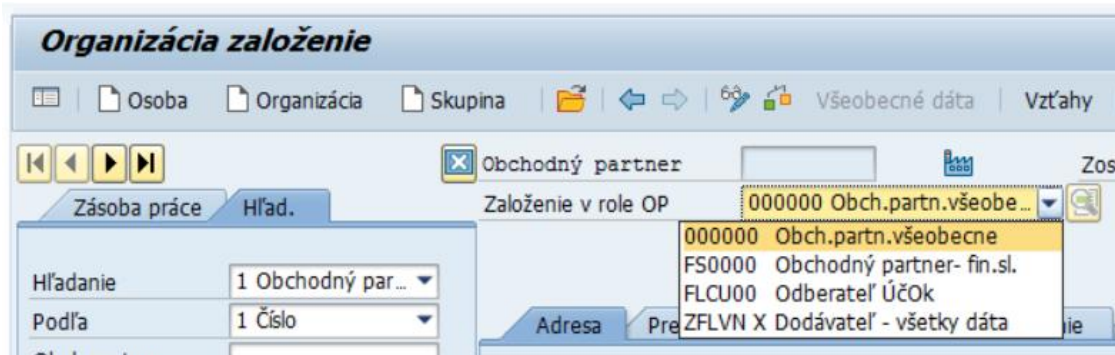 Organizácia založenie
Osoba Organizácia Skupina Všeobecné dáta Vzťahy
Obchodný partner Zos
Zásoba práce Hľad. Založenie v role OP 000000 Obch.partn.všeobe...
000000 Obch.partn.všeobecne
FS0000 Obchodný partner- fin.sl.
Hľadanie 1 Obchodný par... FLCU00 Odberateľ ÚčOk
Podľa 1 Číslo Adresa Pre ZFLVN X Dodávateľ - všetky dáta ie